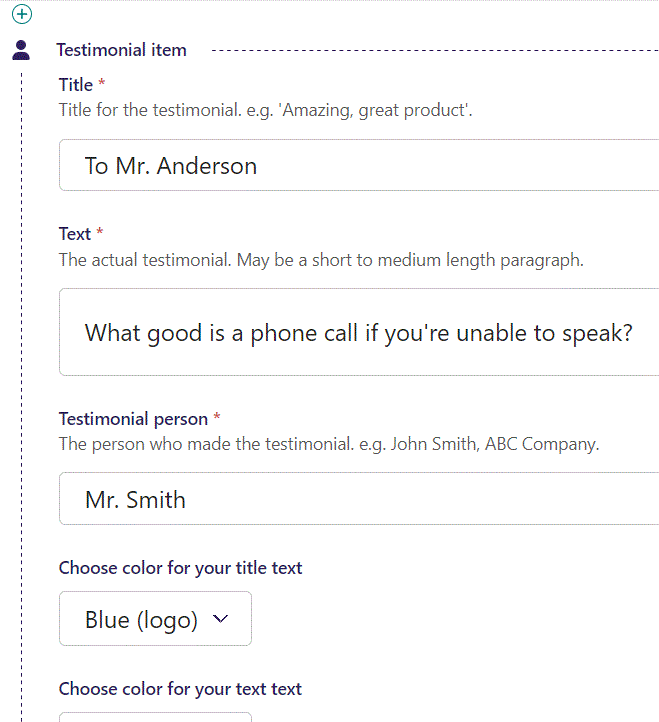 Testimonial item
Title *
Title for the testimonial. e.g. 'Amazing, great product'.
To Mr. Anderson
Text *
The actual testimonial. May be a short to medium length paragraph.
What good is a phone call if you're unable to speak?
Testimonial person *
The person who made the testimonial. e.g. John Smith, ABC Company.
Mr. Smith
Choose color for your title text
Blue (logo)
Choose color for your text text